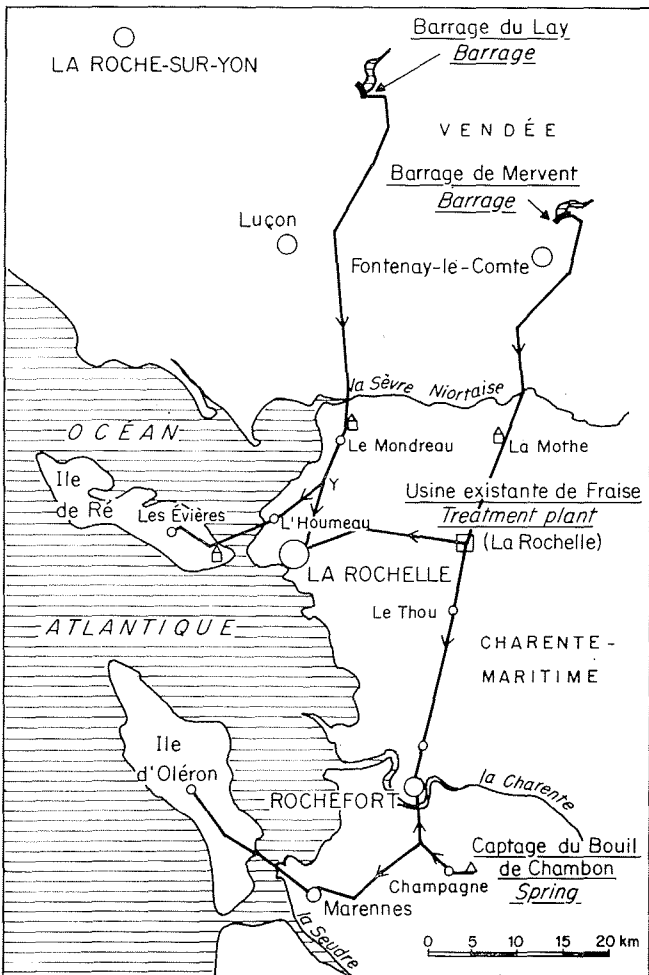 Barrage du Lay
Barrage
LA ROCHE-SUR-YON
VENDÉE
Barrage de Mervent
Barrage
Luçon
Fontenay-le-Comte
la Sèvre Niortaise
OCÉAN
Le Mondreau
La Mothe
Ile
de Ré
Y
Usine existante de Fraise
Treatment plant
(La Rochelle)
Les Évières
L'Houmeau
LA ROCHELLE
Le Thou
ATLANTIQUE
CHARENTE-
MARITIME
Ile
d'Oléron
ROCHEFORT
la Charente
Captage du Bouil
de Chambon
Spring
Champagne
Marennes
la Seudre
0 5 10 15 20 km